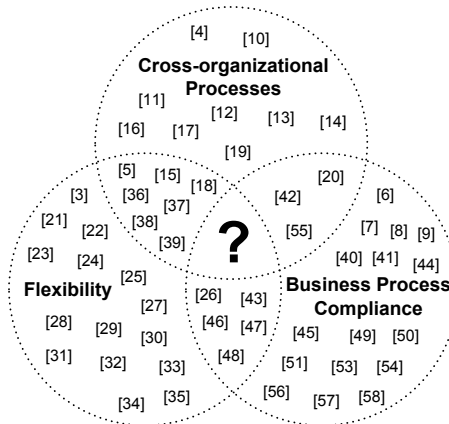 [4] [10]
Cross-organizational
Processes
[11] [12] [13] [14]
[16] [17]
[19]
[5] [15] [18] [20]
[3] [36] [37] [42] [6]
[21] [22] [38] [55] [7] [8] [9]
[23] [24] [39] ? [40] [41] [44]
[25]
Flexibility [26] [43] Business Process
Compliance
[27]
[28] [29] [30] [46] [47] [45] [49] [50]
[31] [32] [33] [48] [51] [53] [54]
[34] [35] [56] [57] [58]